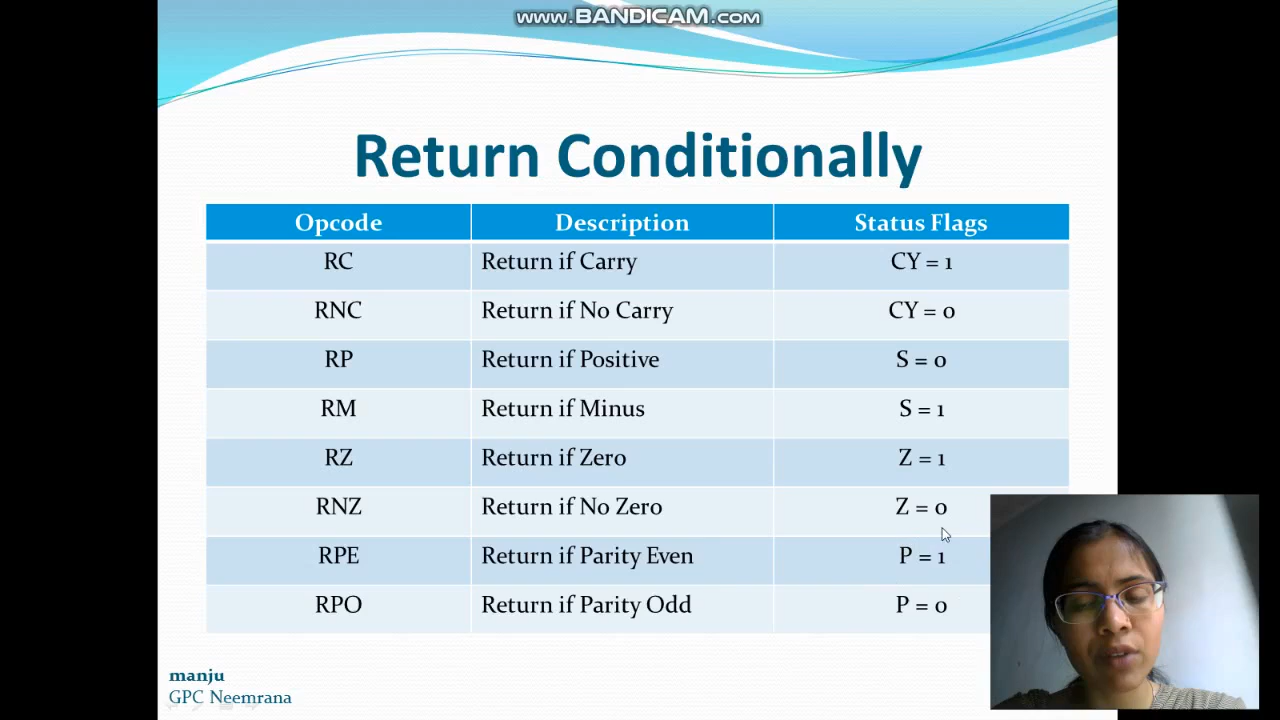 www.BANDICAM.com
Return Conditionally
Opcode Description Status Flags
RC Return if Carry CY = 1
RNC Return if No Carry CY = 0
RP Return if Positive S = 0
RM Return if Minus S = 1
RZ Return if Zero Z = 1
RNZ Return if No Zero Z = 0
RPE Return if Parity Even P = 1
RPO Return if Parity Odd P = 0
manju
GPC Neemrana